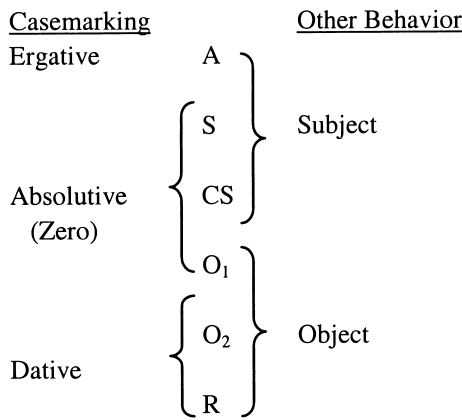 Casemarking Other Behavior
Ergative A
S Subject
Absolutive CS
(Zero)
O₁
O₂ Object
Dative
R